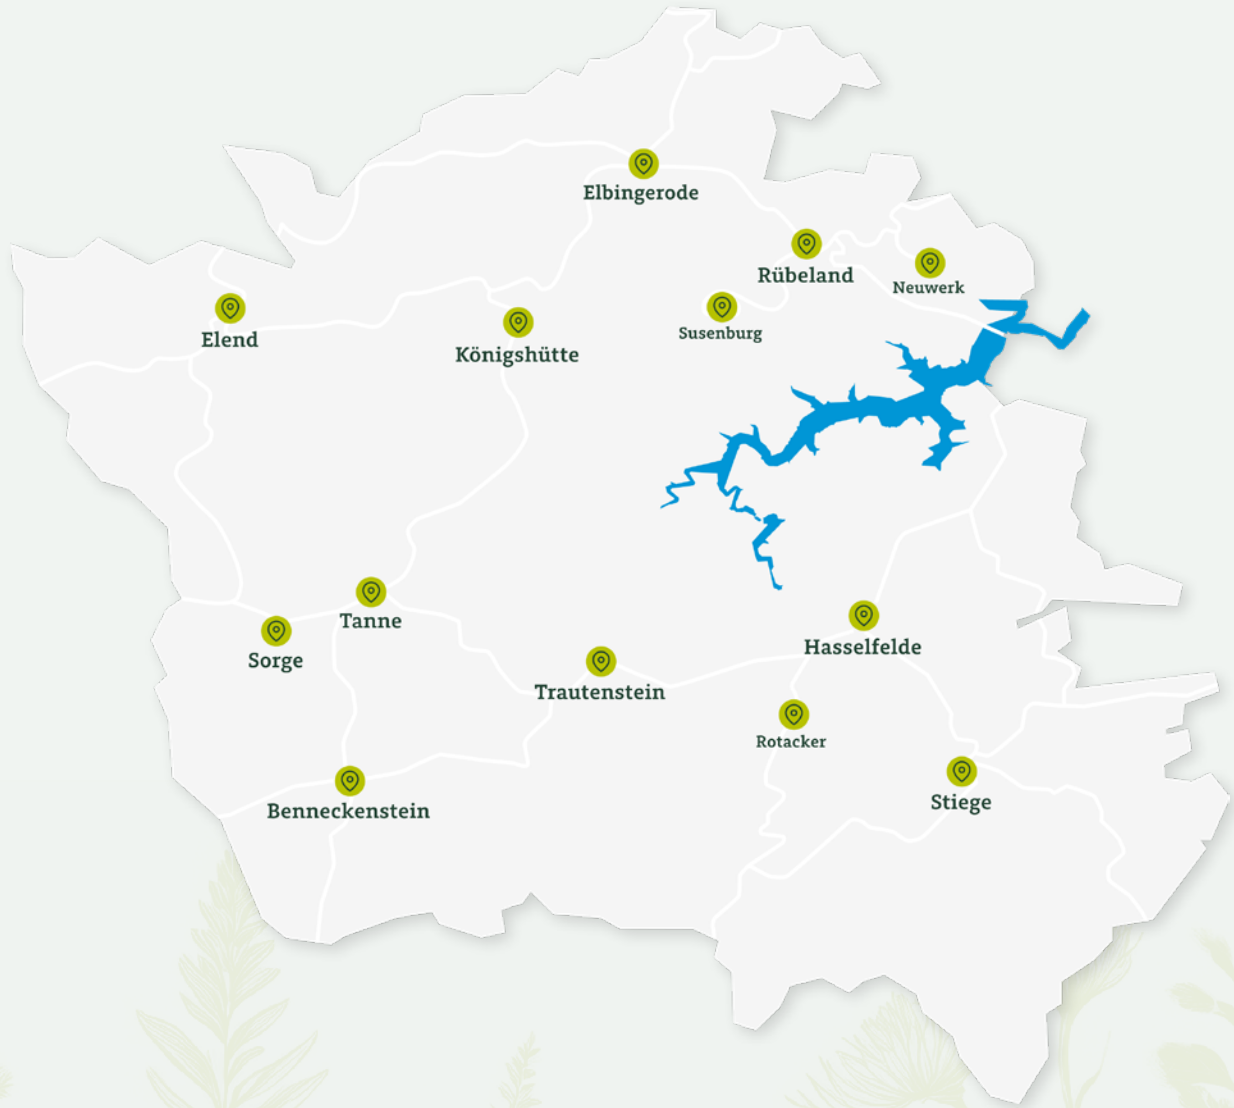 Elbingerode
Rübeland
Neuwerk
Susenburg
Elend
Königshütte
Tanne
Sorge
Hasselfelde
Trautenstein
Rotacker
Benneckenstein
Stiege